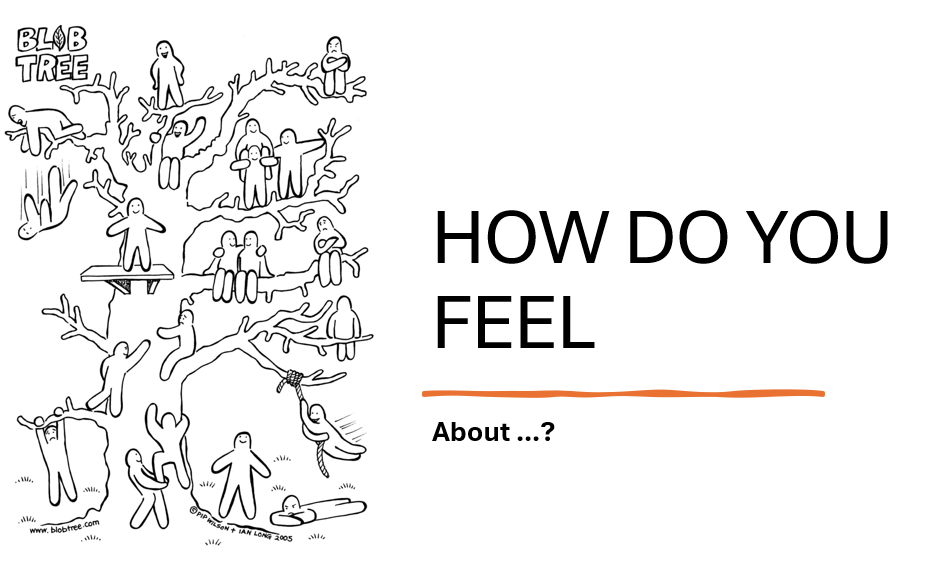 BLOB
TREE
HOW DO YOU
FEEL
About ...?
www.blobtree.com
©PIP WILSON + IAN LONG 2005